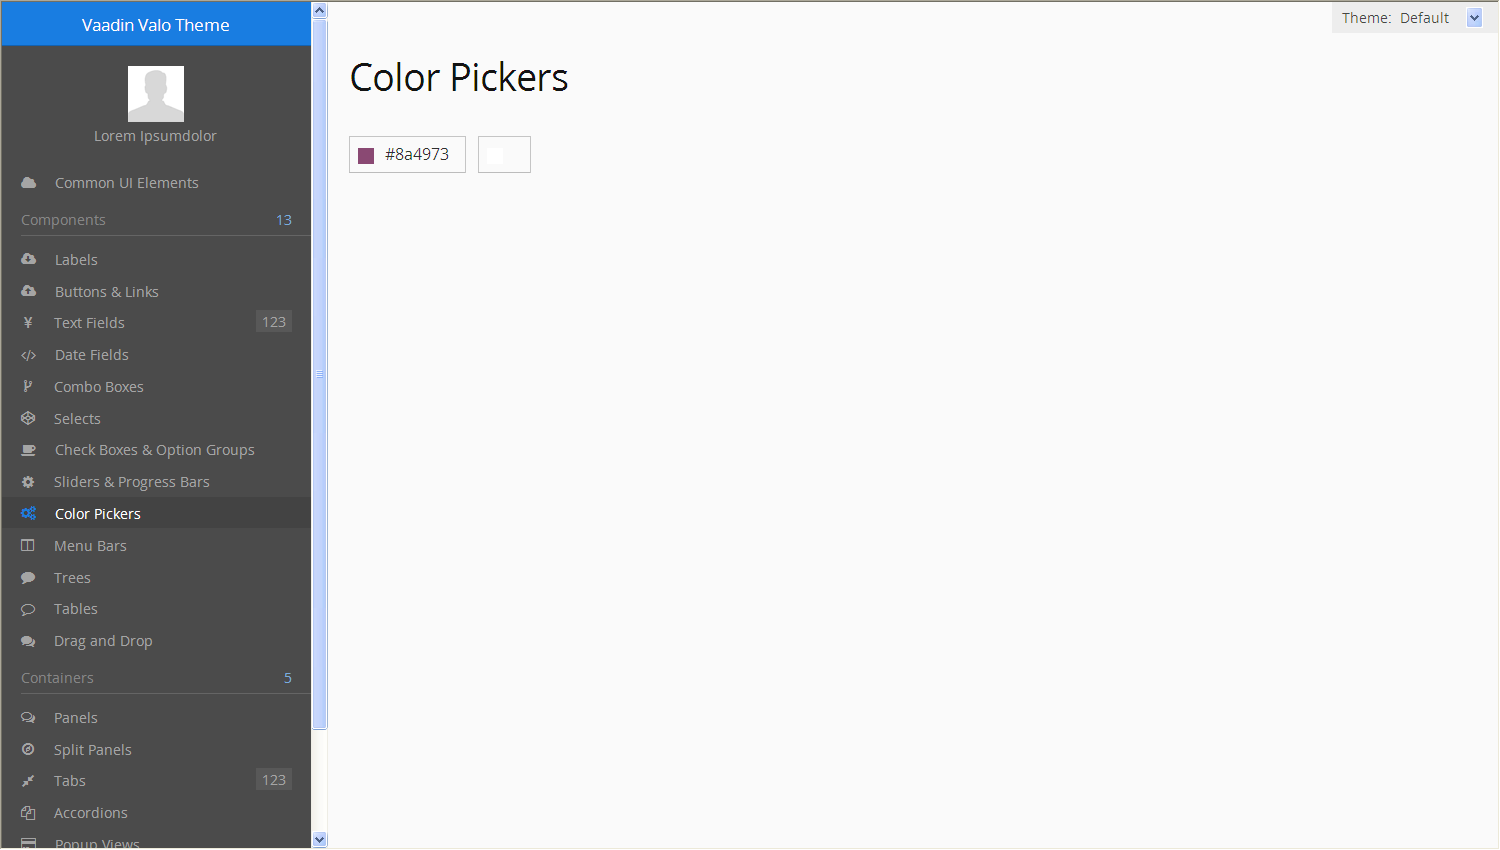 Vaadin Valo Theme
Lorem Ipsumdolor
Common UI Elements
Components 13
Labels
Buttons & Links
Text Fields 123
Date Fields
Combo Boxes
Selects
Check Boxes & Option Groups
Sliders & Progress Bars
Color Pickers
Menu Bars
Trees
Tables
Drag and Drop
Containers 5
Panels
Split Panels
Tabs 123
Accordions
Popup Views
Theme: Default
Color Pickers
#8a4973